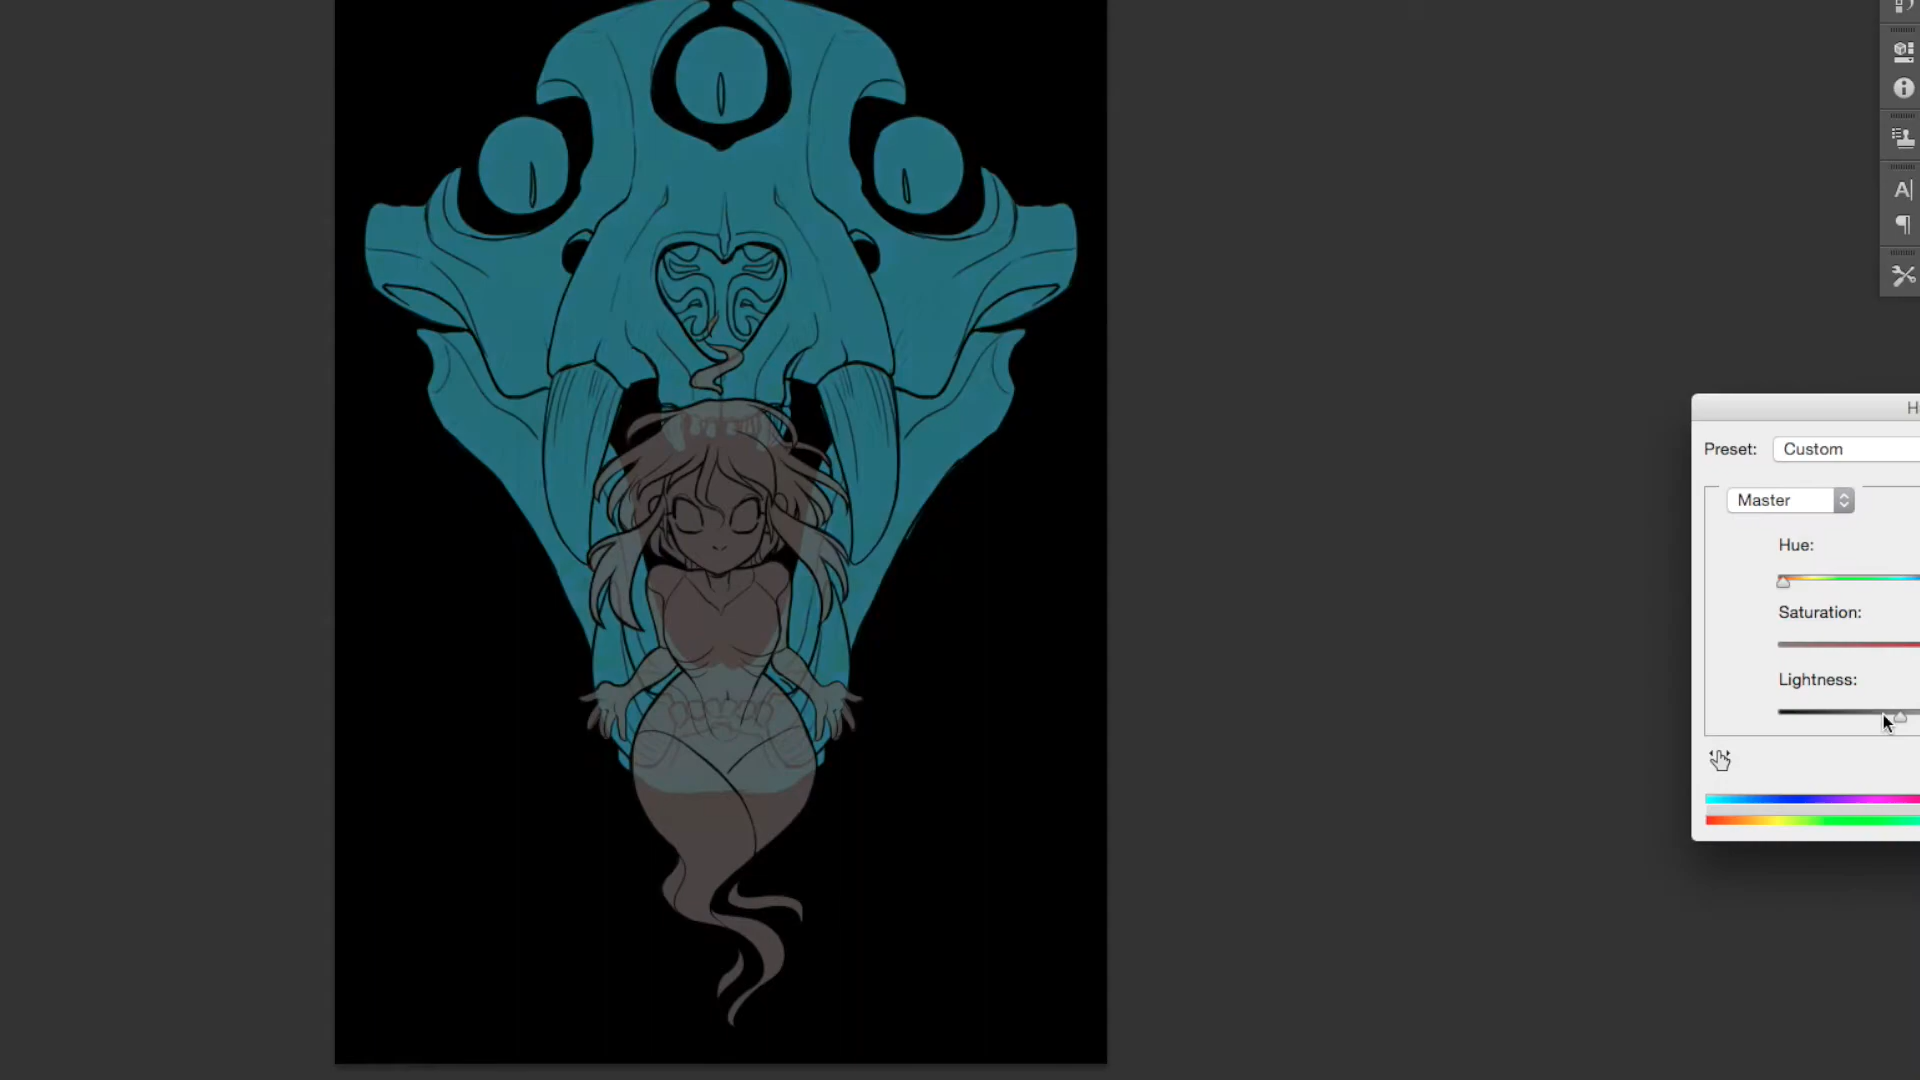 H
Preset: Custom
Master
Hue:
Saturation:
Lightness:
A